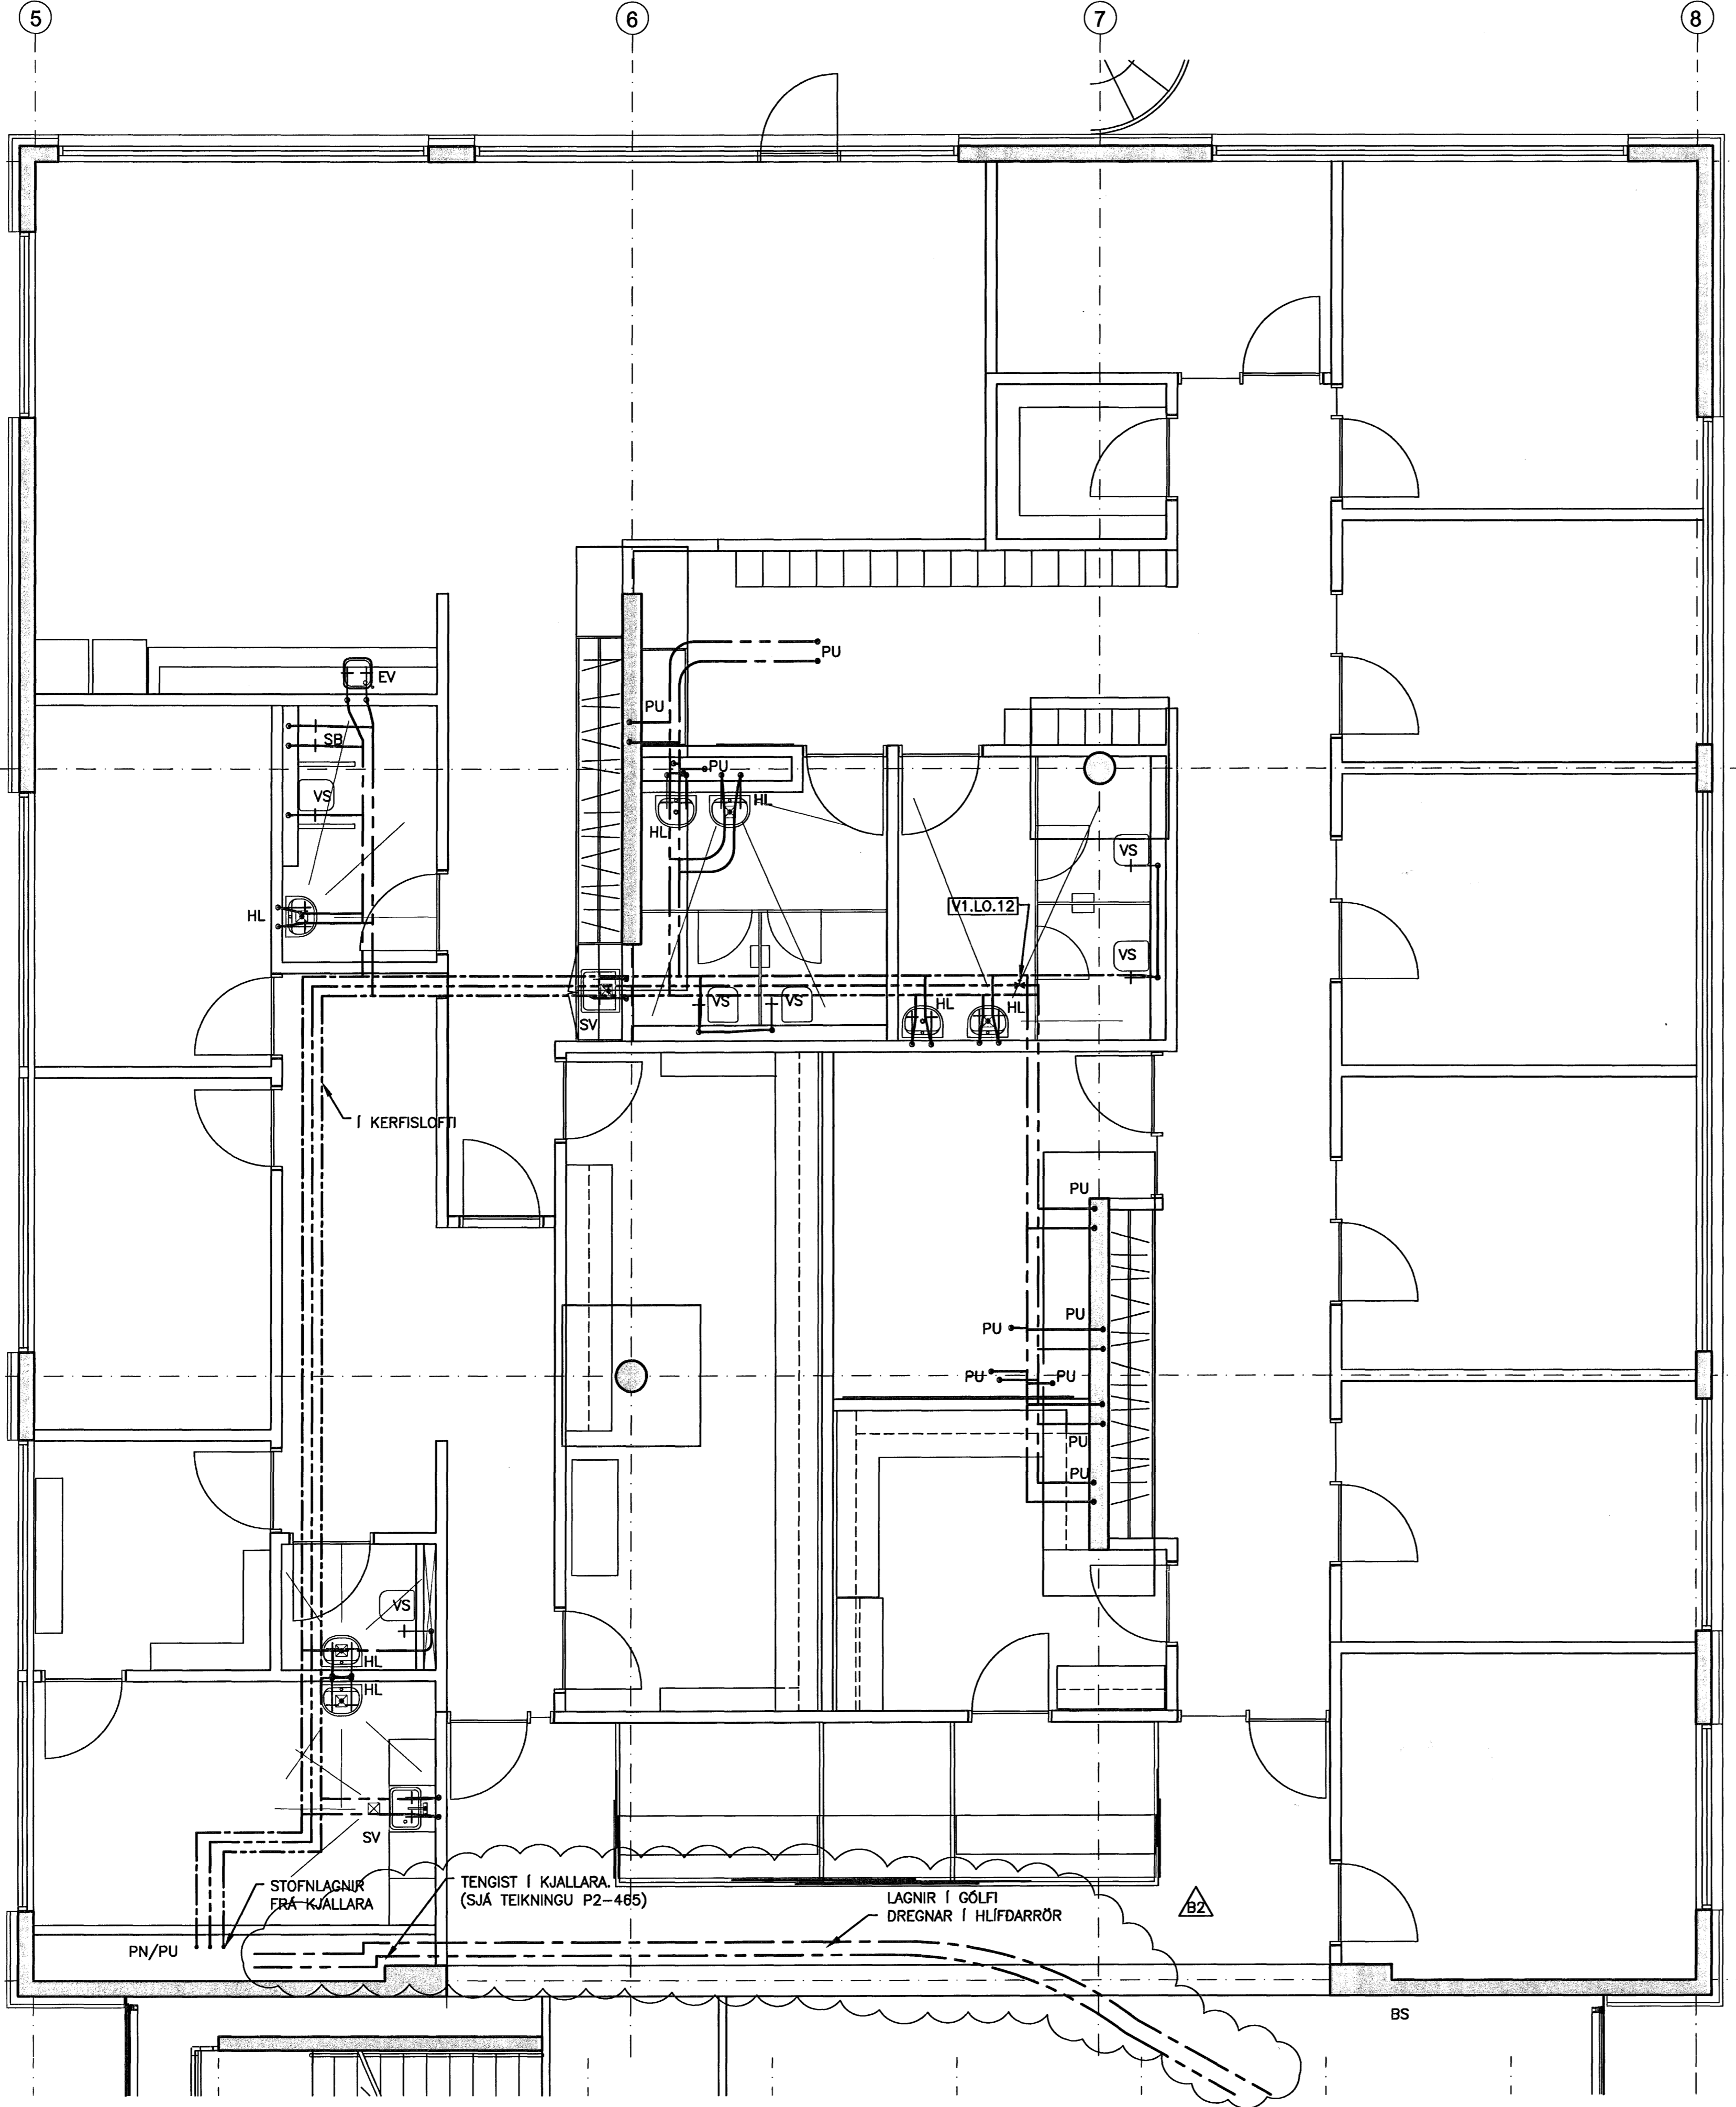 5
6
7
8
EV
PU
SB
PU
PU
VS
HL
HL
VS
HL
V1.LO.12
VS
VS
VS
HL
HL
SV
Í KERFISLOFTI
PU
PU
PU
PU
PU
PU
PU
VS
HL
HL
SV
STOFNLAGNIR
FRÁ KJALLARA
TENGIST Í KJALLARA.
(SJÁ TEIKNINGU P2-465)
LAGNIR Í GÓLFI
DREGNAR Í HLÍFÐARRÖR
B2
PN/PU
BS